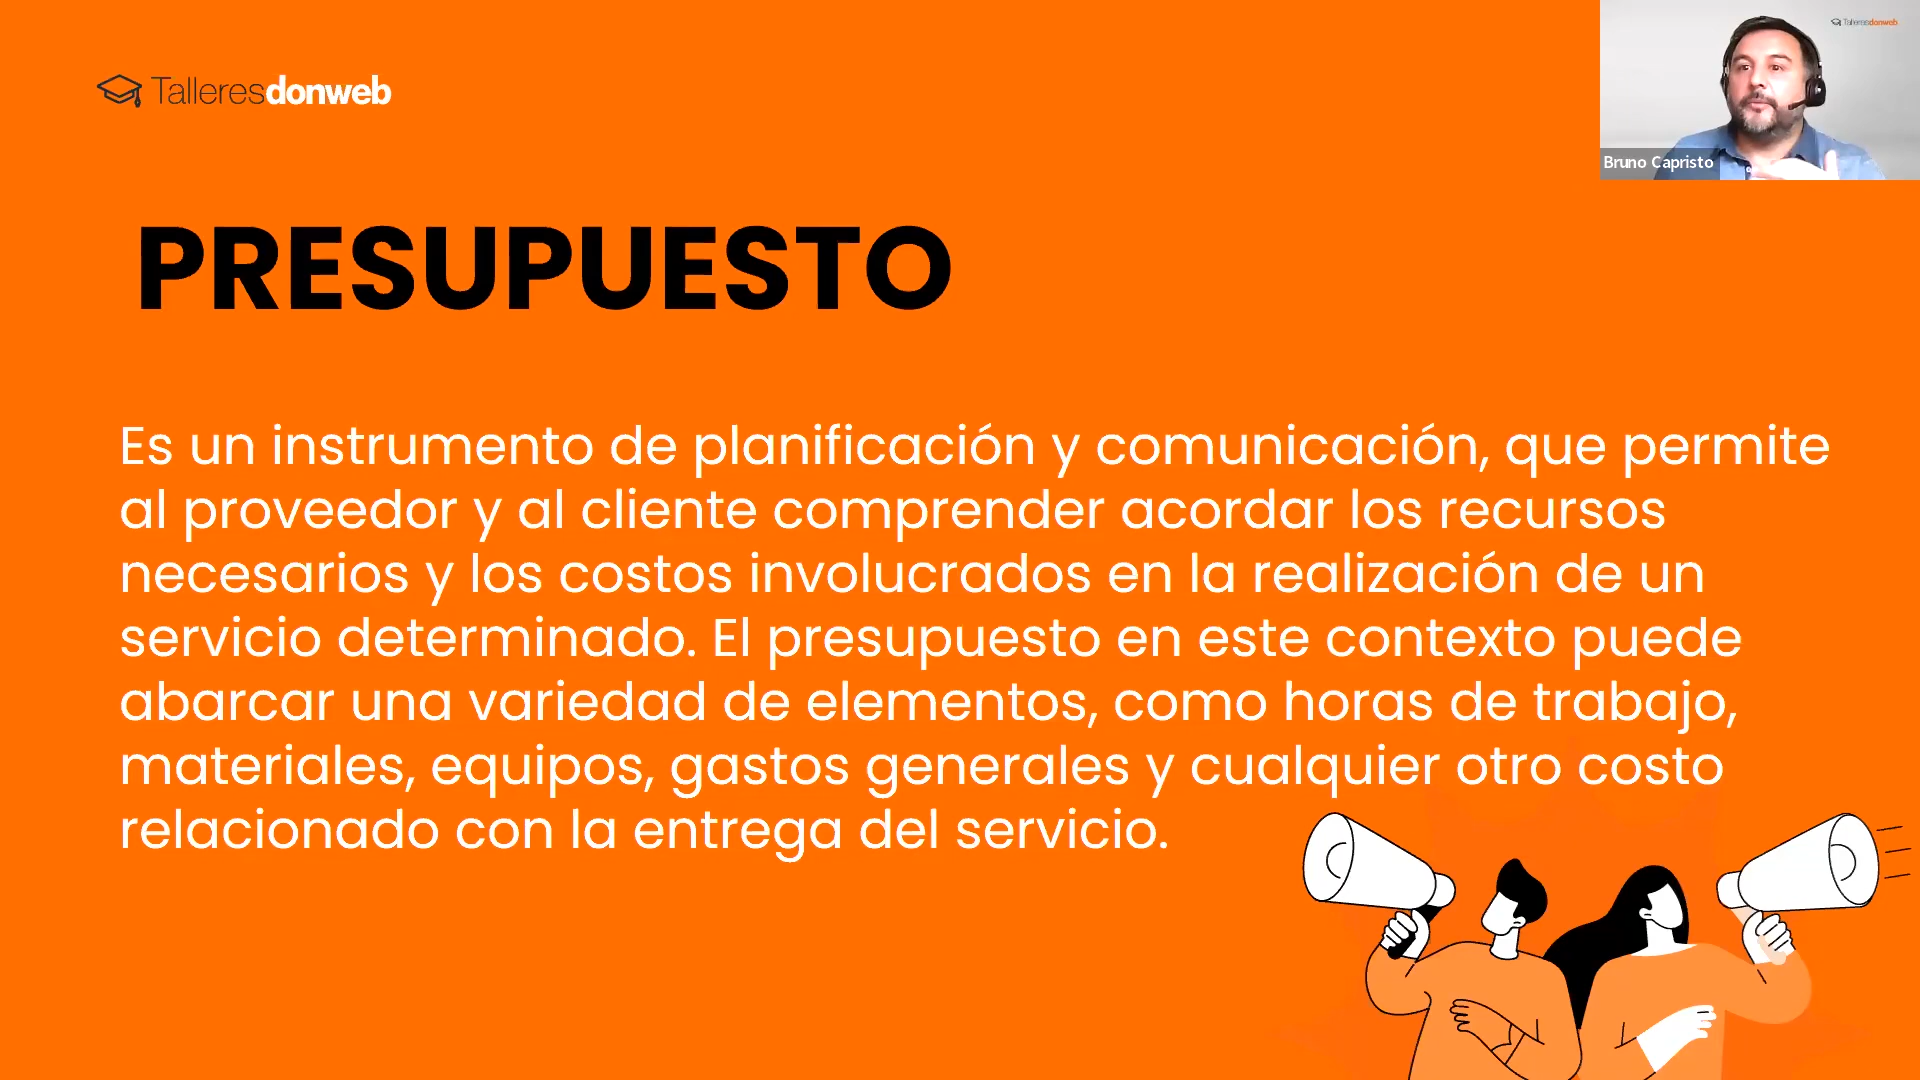 Talleresdonweb
Talleresdonweb
Bruno Capristo
PRESUPUESTO
Es un instrumento de planificación y comunicación, que permite
al proveedor y al cliente comprender acordar los recursos
necesarios y los costos involucrados en la realización de un
servicio determinado. El presupuesto en este contexto puede
abarcar una variedad de elementos, como horas de trabajo,
materiales, equipos, gastos generales y cualquier otro costo
relacionado con la entrega del servicio.